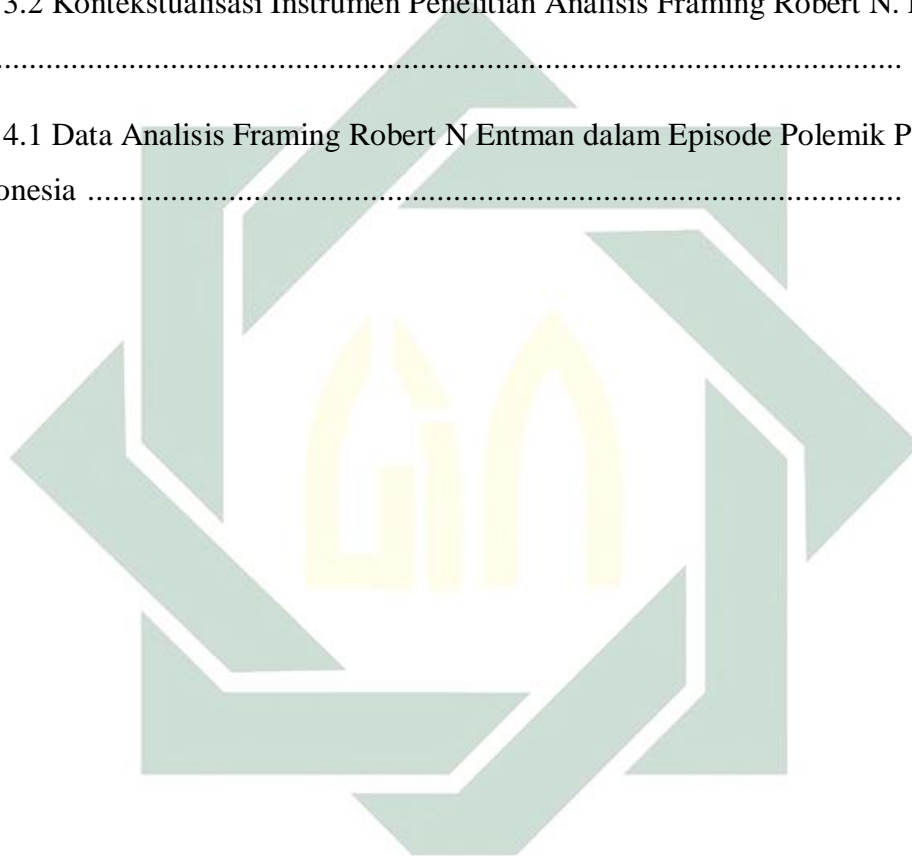 3.2 Kontekstualisasi Instrumen Penelitian Analisis Framing Robert N.
................................................................................................
4.1 Data Analisis Framing Robert N Entman dalam Episode Polemik P
onesia ................................................................................................